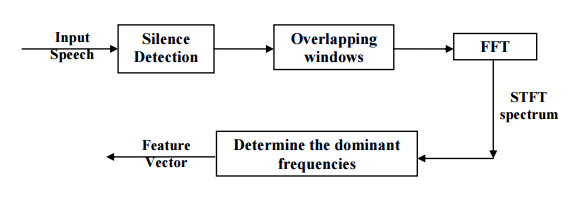 Input
Speech
Silence
Detection
Overlapping
windows
FFT
STFT
spectrum
Determine the dominant
frequencies
Feature
Vector